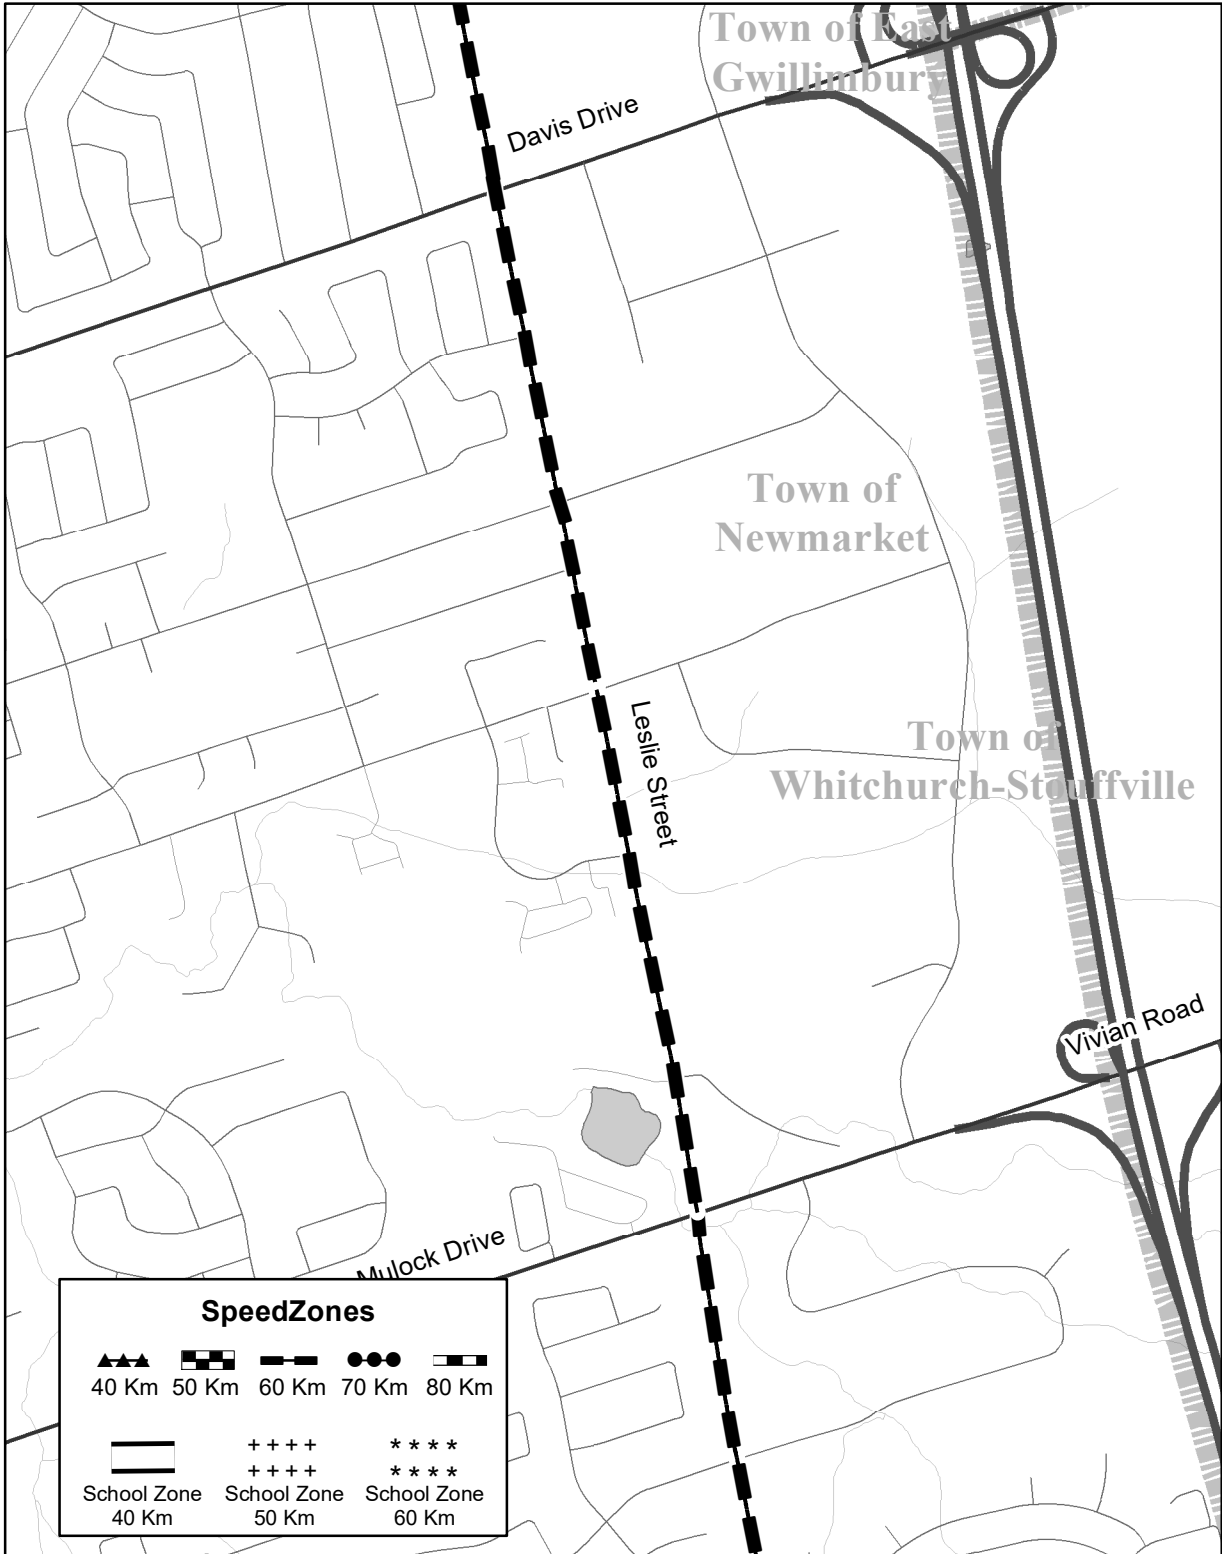 Town of East
Gwillimbury
Davis Drive
Town of
Newmarket
Leslie Street
Town of
Whitchurch-Stouffville
Vivian Road
Mulock Drive
SpeedZones
40 Km 50 Km 60 Km 70 Km 80 Km
School Zone School Zone School Zone
40 Km 50 Km 60 Km